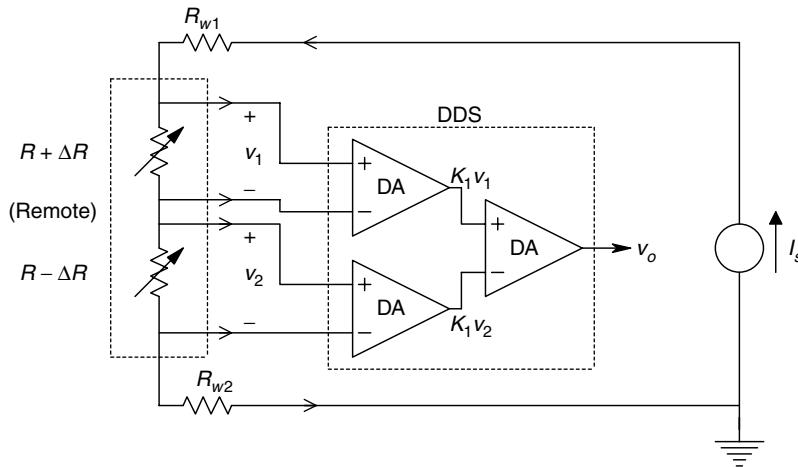 R_{w1}
DDS
R + ΔR
+
v_1
−
(Remote)
+
v_2
−
R − ΔR
+
DA
−
K_1v_1
+
DA
−
K_1v_2
+
DA
−
v_o
I_s
R_{w2}